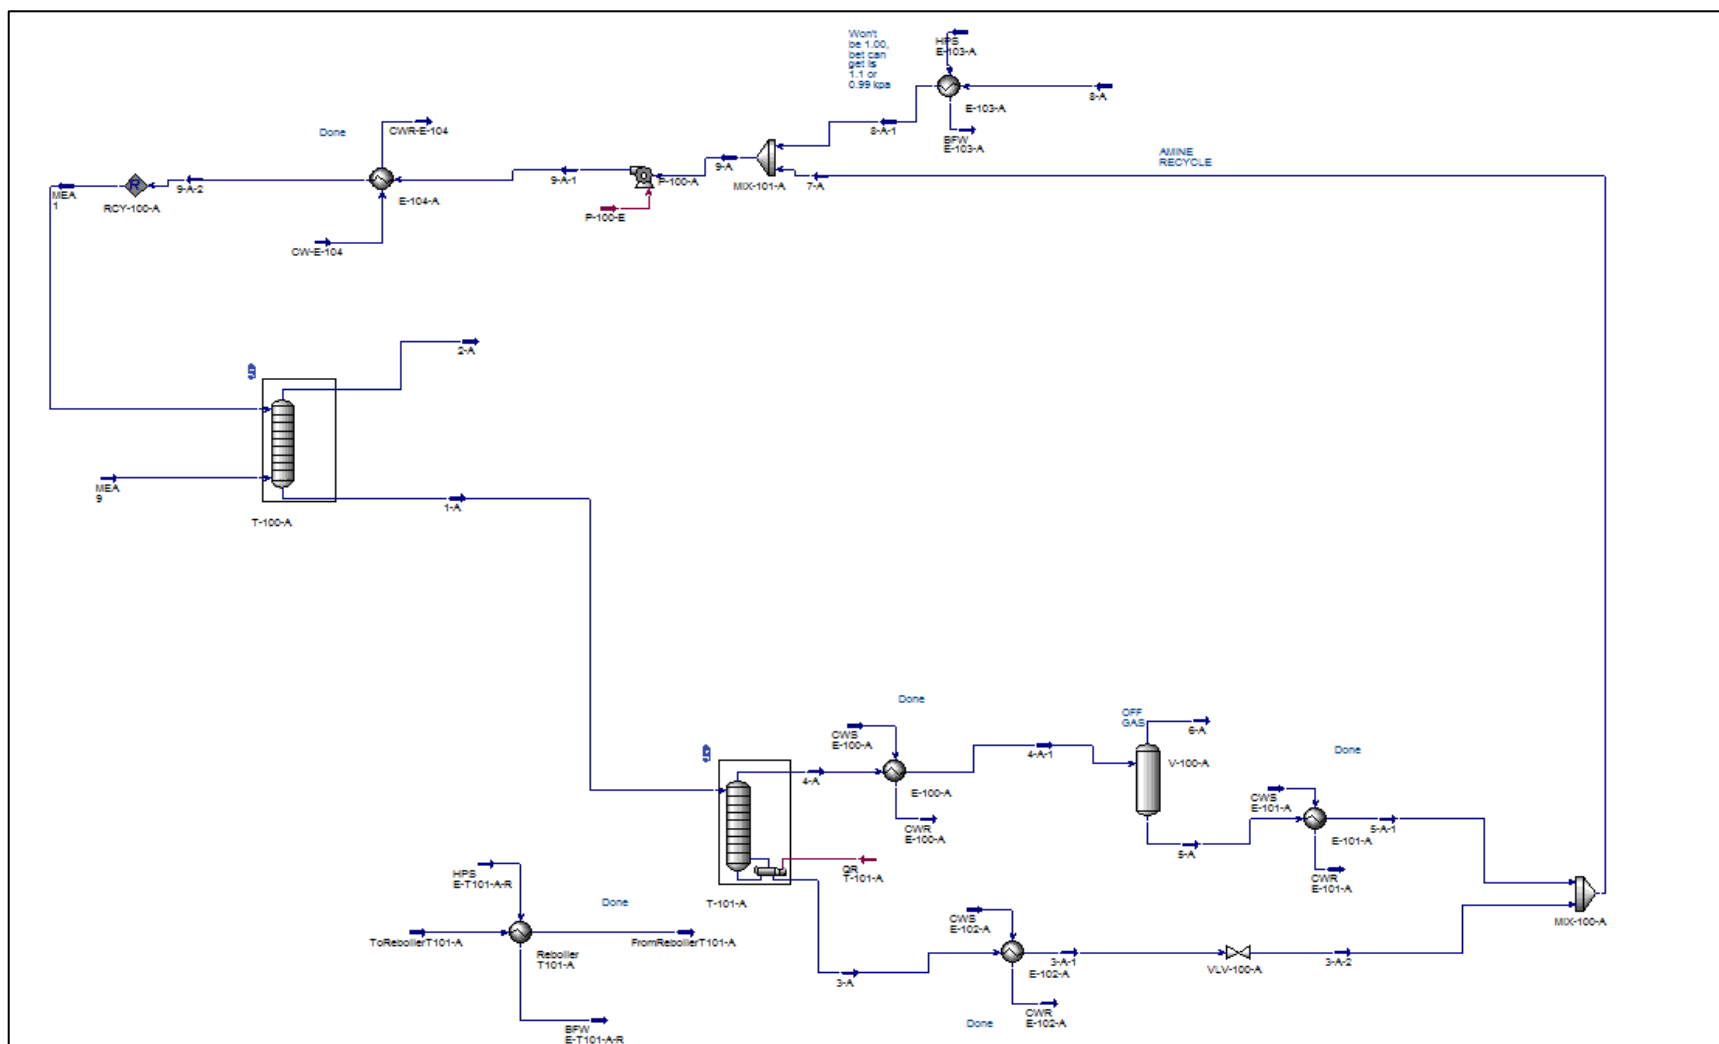 Won't
be 1.00,
bet can
get is
1.1 or
0.99 kpa
HPS
E-103-A
E-103-A
8-A
8-A-1
BFW
E-103-A
Done
CWR-E-104
AMINE
RECYCLE
9-A
MIX-101-A
7-A
9-A-1
P-100-A
P-100-E
E-104-A
CW-E-104
9-A-2
RCY-100-A
MEA
1
2-A
MEA
9
T-100-A
1-A
Done
CWS
E-100-A
4-A
E-100-A
CWR
E-100-A
4-A-1
OFF
GAS
6-A
V-100-A
Done
CWS
E-101-A
5-A
E-101-A
5-A-1
CWR
E-101-A
QR
T-101-A
T-101-A
HPS
E-T101-A-R
Done
ToReboilerT101-A
Reboiler
T101-A
FromReboilerT101-A
BFW
E-T101-A-R
3-A
CWS
E-102-A
E-102-A
3-A-1
CWR
E-102-A
Done
VLV-100-A
3-A-2
MIX-100-A